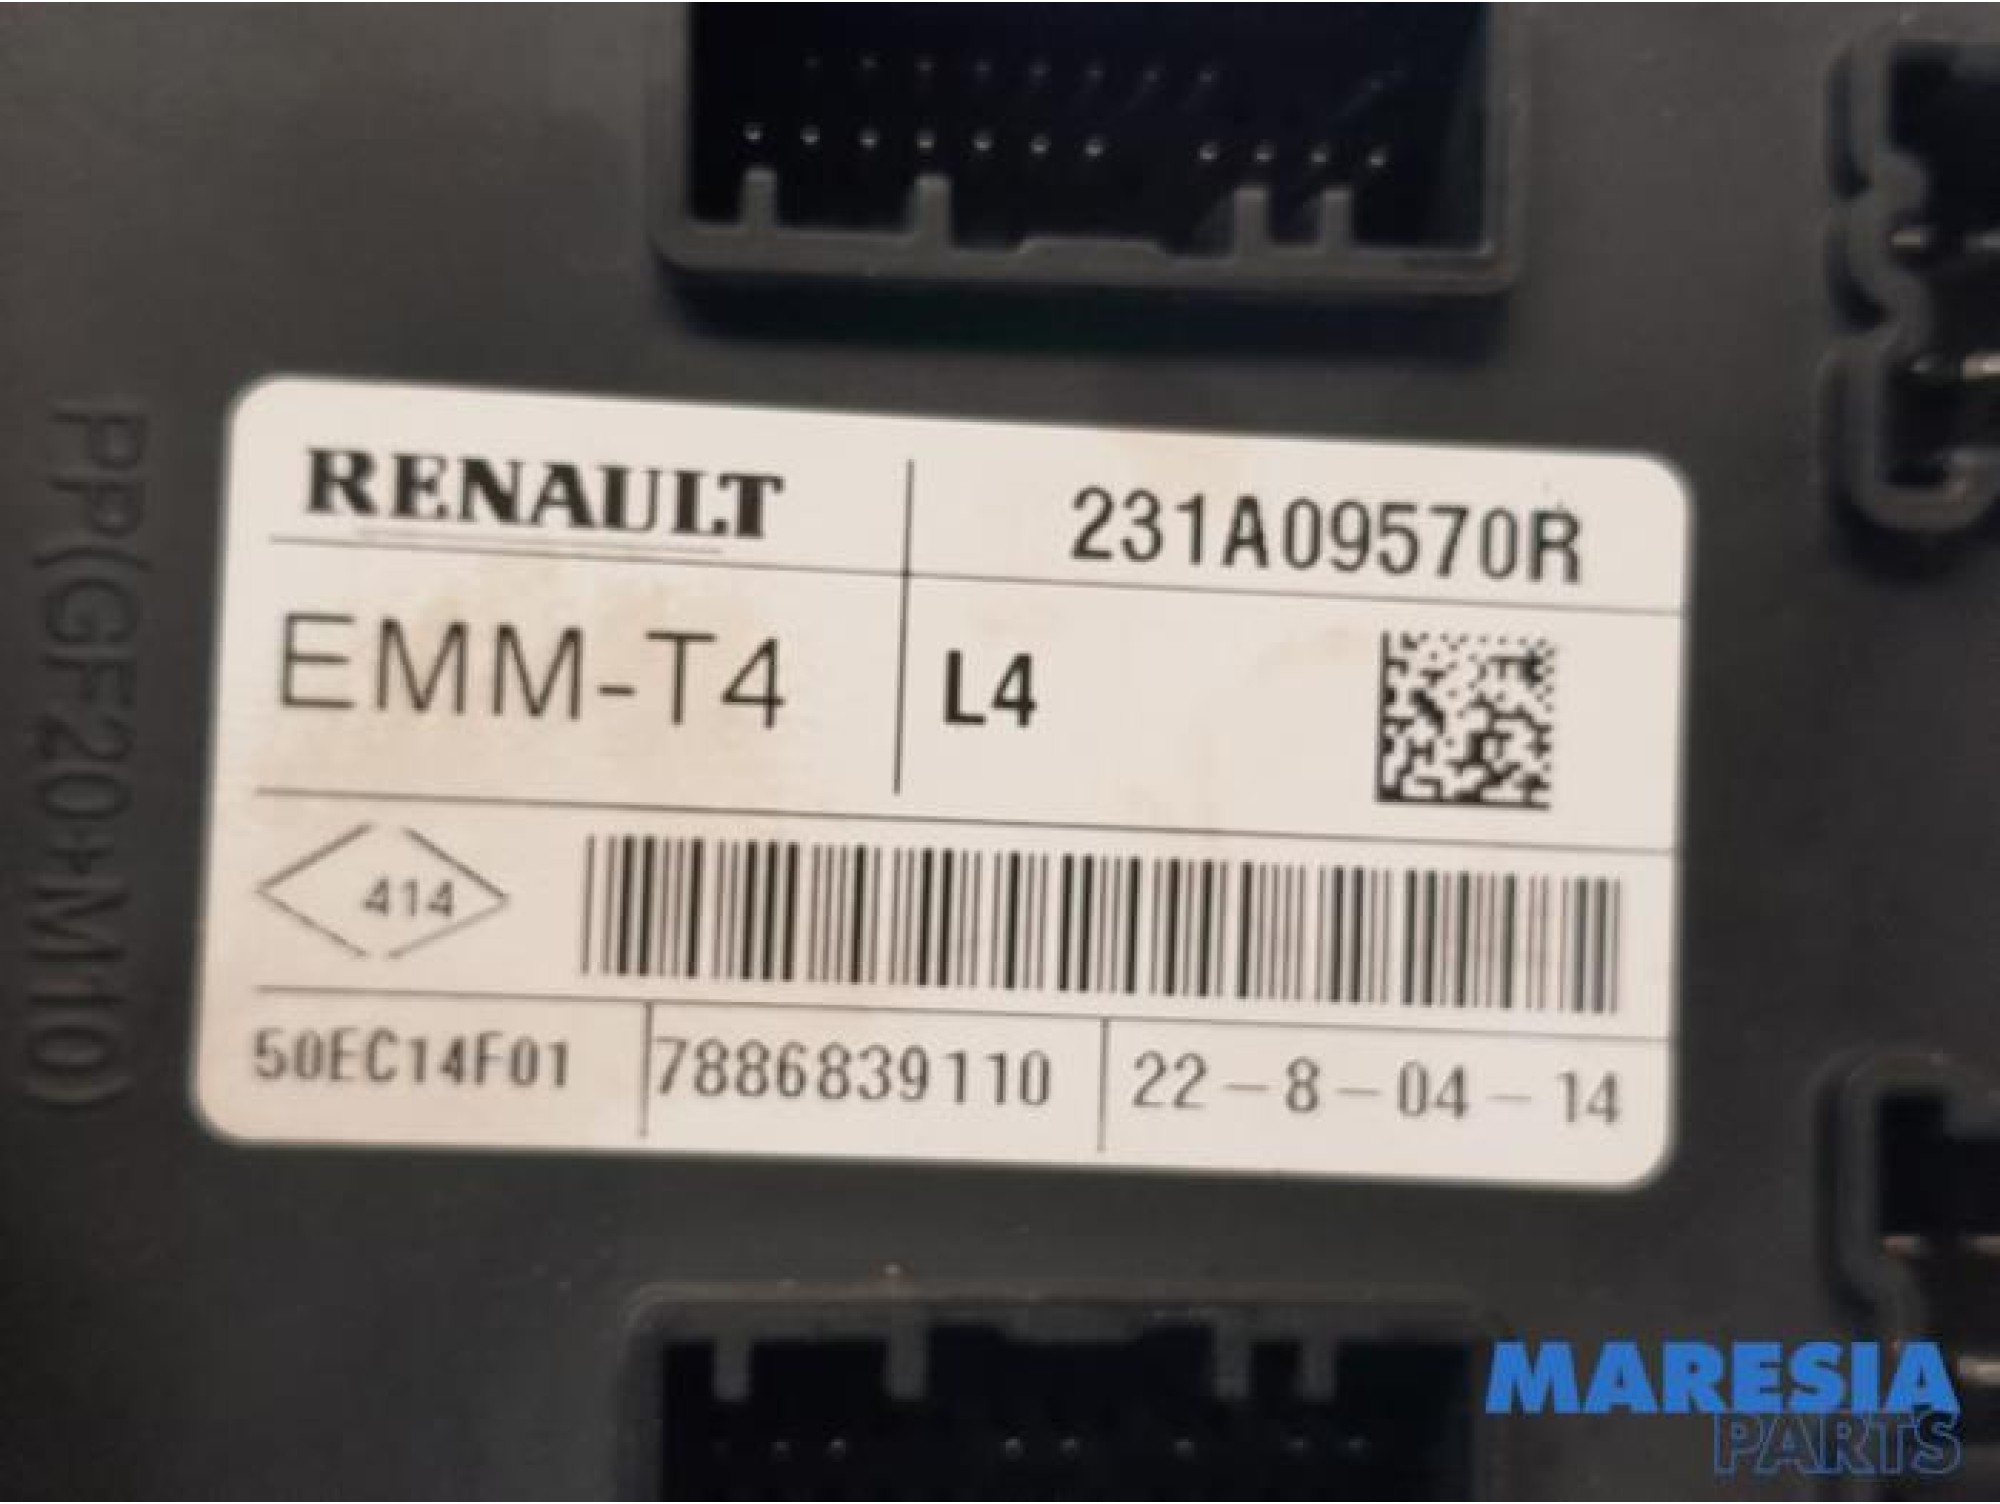 RENAULT
231A09570R
EMM-T4
L4
414
50EC14F01
7886839110
22-8-04-14
PP(GF20+M10)
MARESIA
PARTS